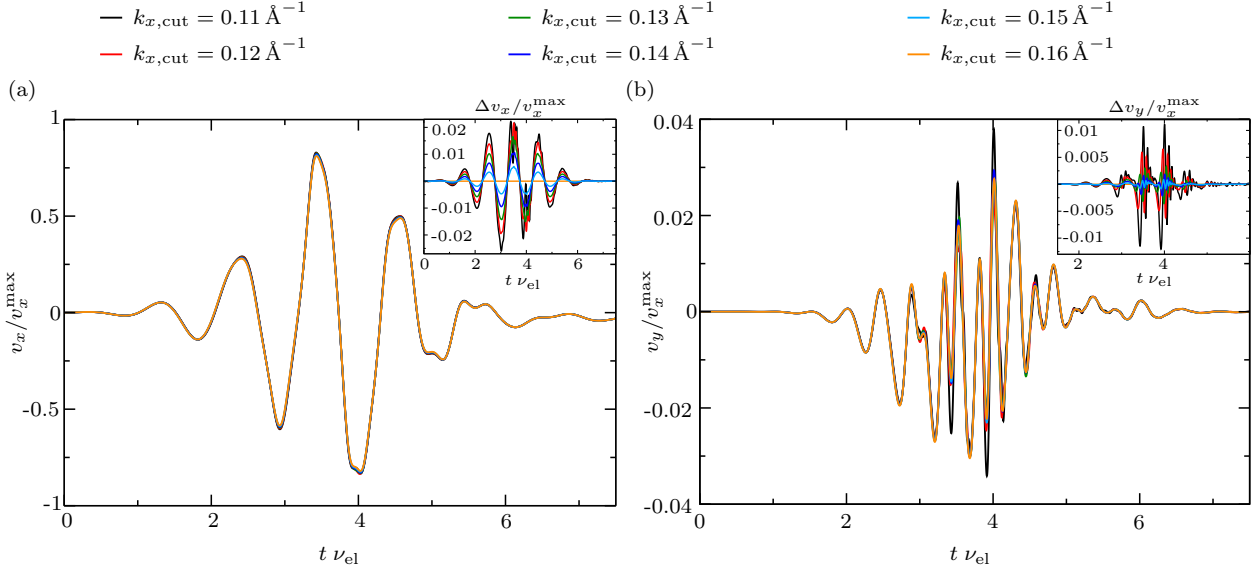 k_{x,cut} = 0.11 Å⁻¹ k_{x,cut} = 0.13 Å⁻¹ k_{x,cut} = 0.15 Å⁻¹
k_{x,cut} = 0.12 Å⁻¹ k_{x,cut} = 0.14 Å⁻¹ k_{x,cut} = 0.16 Å⁻¹
(a)
v_x/v_x^max
1
0.5
0
-0.5
-1
0 2 4 6
t ν_el
Δv_x/v_x^max
0.02
0.01
-0.01
-0.02
0 2 4 6
t ν_el
(b)
v_y/v_x^max
0.04
0.02
0
-0.02
-0.04
0 2 4 6
t ν_el
Δv_y/v_x^max
0.01
0.005
0
-0.005
-0.01
2 4
t ν_el